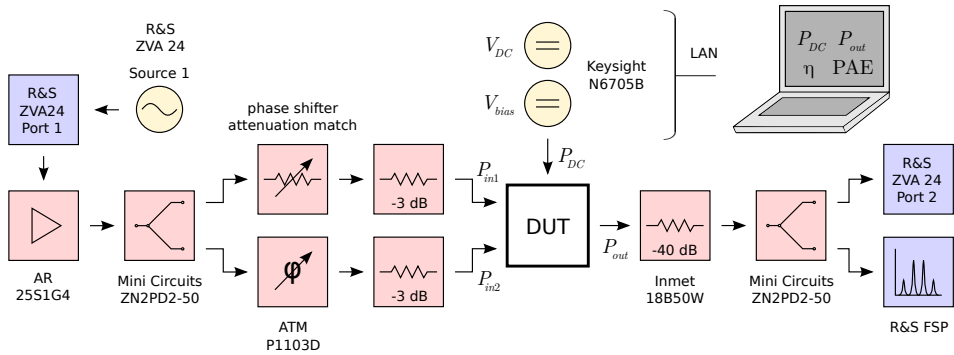 R&S
ZVA 24
Source 1
R&S
ZVA24
Port 1
AR
25S1G4
Mini Circuits
ZN2PD2-50
phase shifter
attenuation match
φ
ATM
P1103D
-3 dB
-3 dB
P_in1
P_in2
V_DC
V_bias
Keysight
N6705B
LAN
P_DC P_out
η PAE
P_DC
DUT
P_out
-40 dB
Inmet
18B50W
Mini Circuits
ZN2PD2-50
R&S
ZVA 24
Port 2
R&S FSP